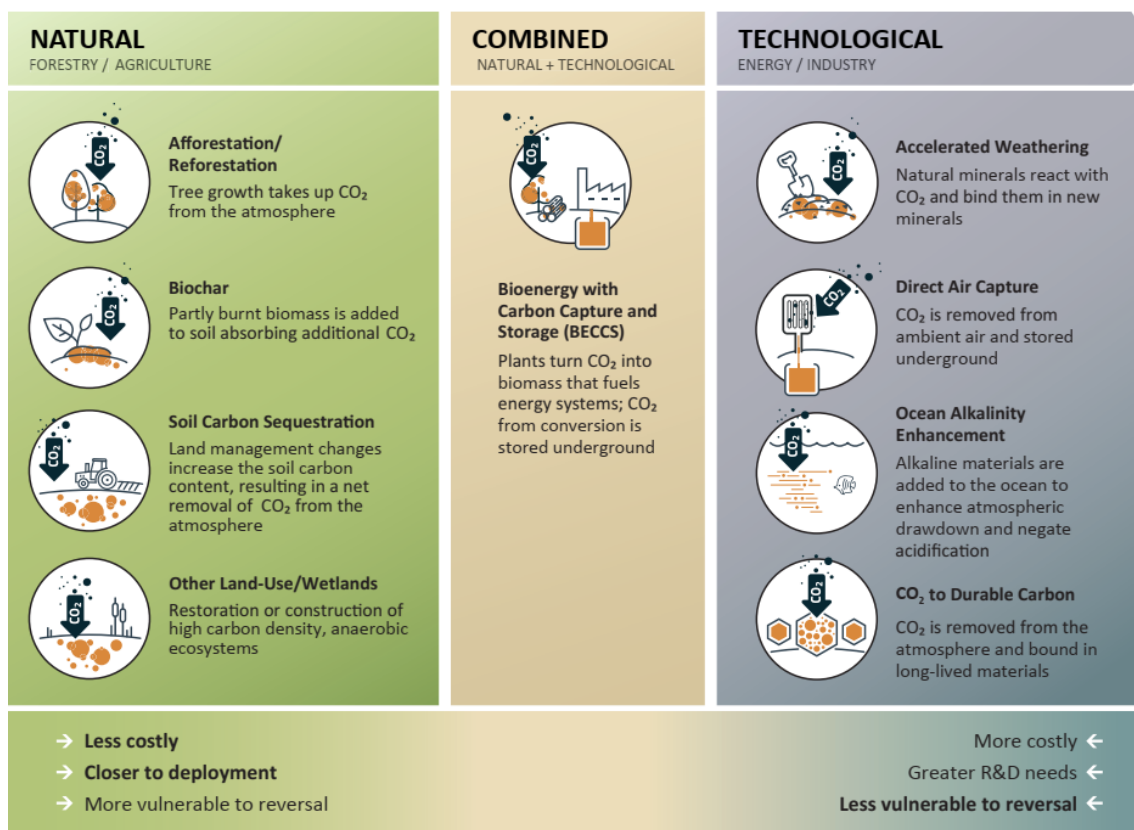 NATURAL
FORESTRY / AGRICULTURE
COMBINED
NATURAL + TECHNOLOGICAL
TECHNOLOGICAL
ENERGY / INDUSTRY
CO₂
Afforestation/
Reforestation
Tree growth takes up CO₂
from the atmosphere
CO₂
Biochar
Partly burnt biomass is added
to soil absorbing additional CO₂
CO₂
Soil Carbon Sequestration
Land management changes
increase the soil carbon
content, resulting in a net
removal of CO₂ from the
atmosphere
CO₂
Other Land-Use/Wetlands
Restoration or construction of
high carbon density, anaerobic
ecosystems
CO₂
Bioenergy with
Carbon Capture and
Storage (BECCS)
Plants turn CO₂ into
biomass that fuels
energy systems; CO₂
from conversion is
stored underground
CO₂
Accelerated Weathering
Natural minerals react with
CO₂ and bind them in new
minerals
CO₂
Direct Air Capture
CO₂ is removed from
ambient air and stored
underground
CO₂
Ocean Alkalinity
Enhancement
Alkaline materials are
added to the ocean to
enhance atmospheric
drawdown and negate
acidification
CO₂
CO₂ to Durable Carbon
CO₂ is removed from the
atmosphere and bound in
long-lived materials
→ Less costly
→ Closer to deployment
→ More vulnerable to reversal
More costly ←
Greater R&D needs ←
Less vulnerable to reversal ←